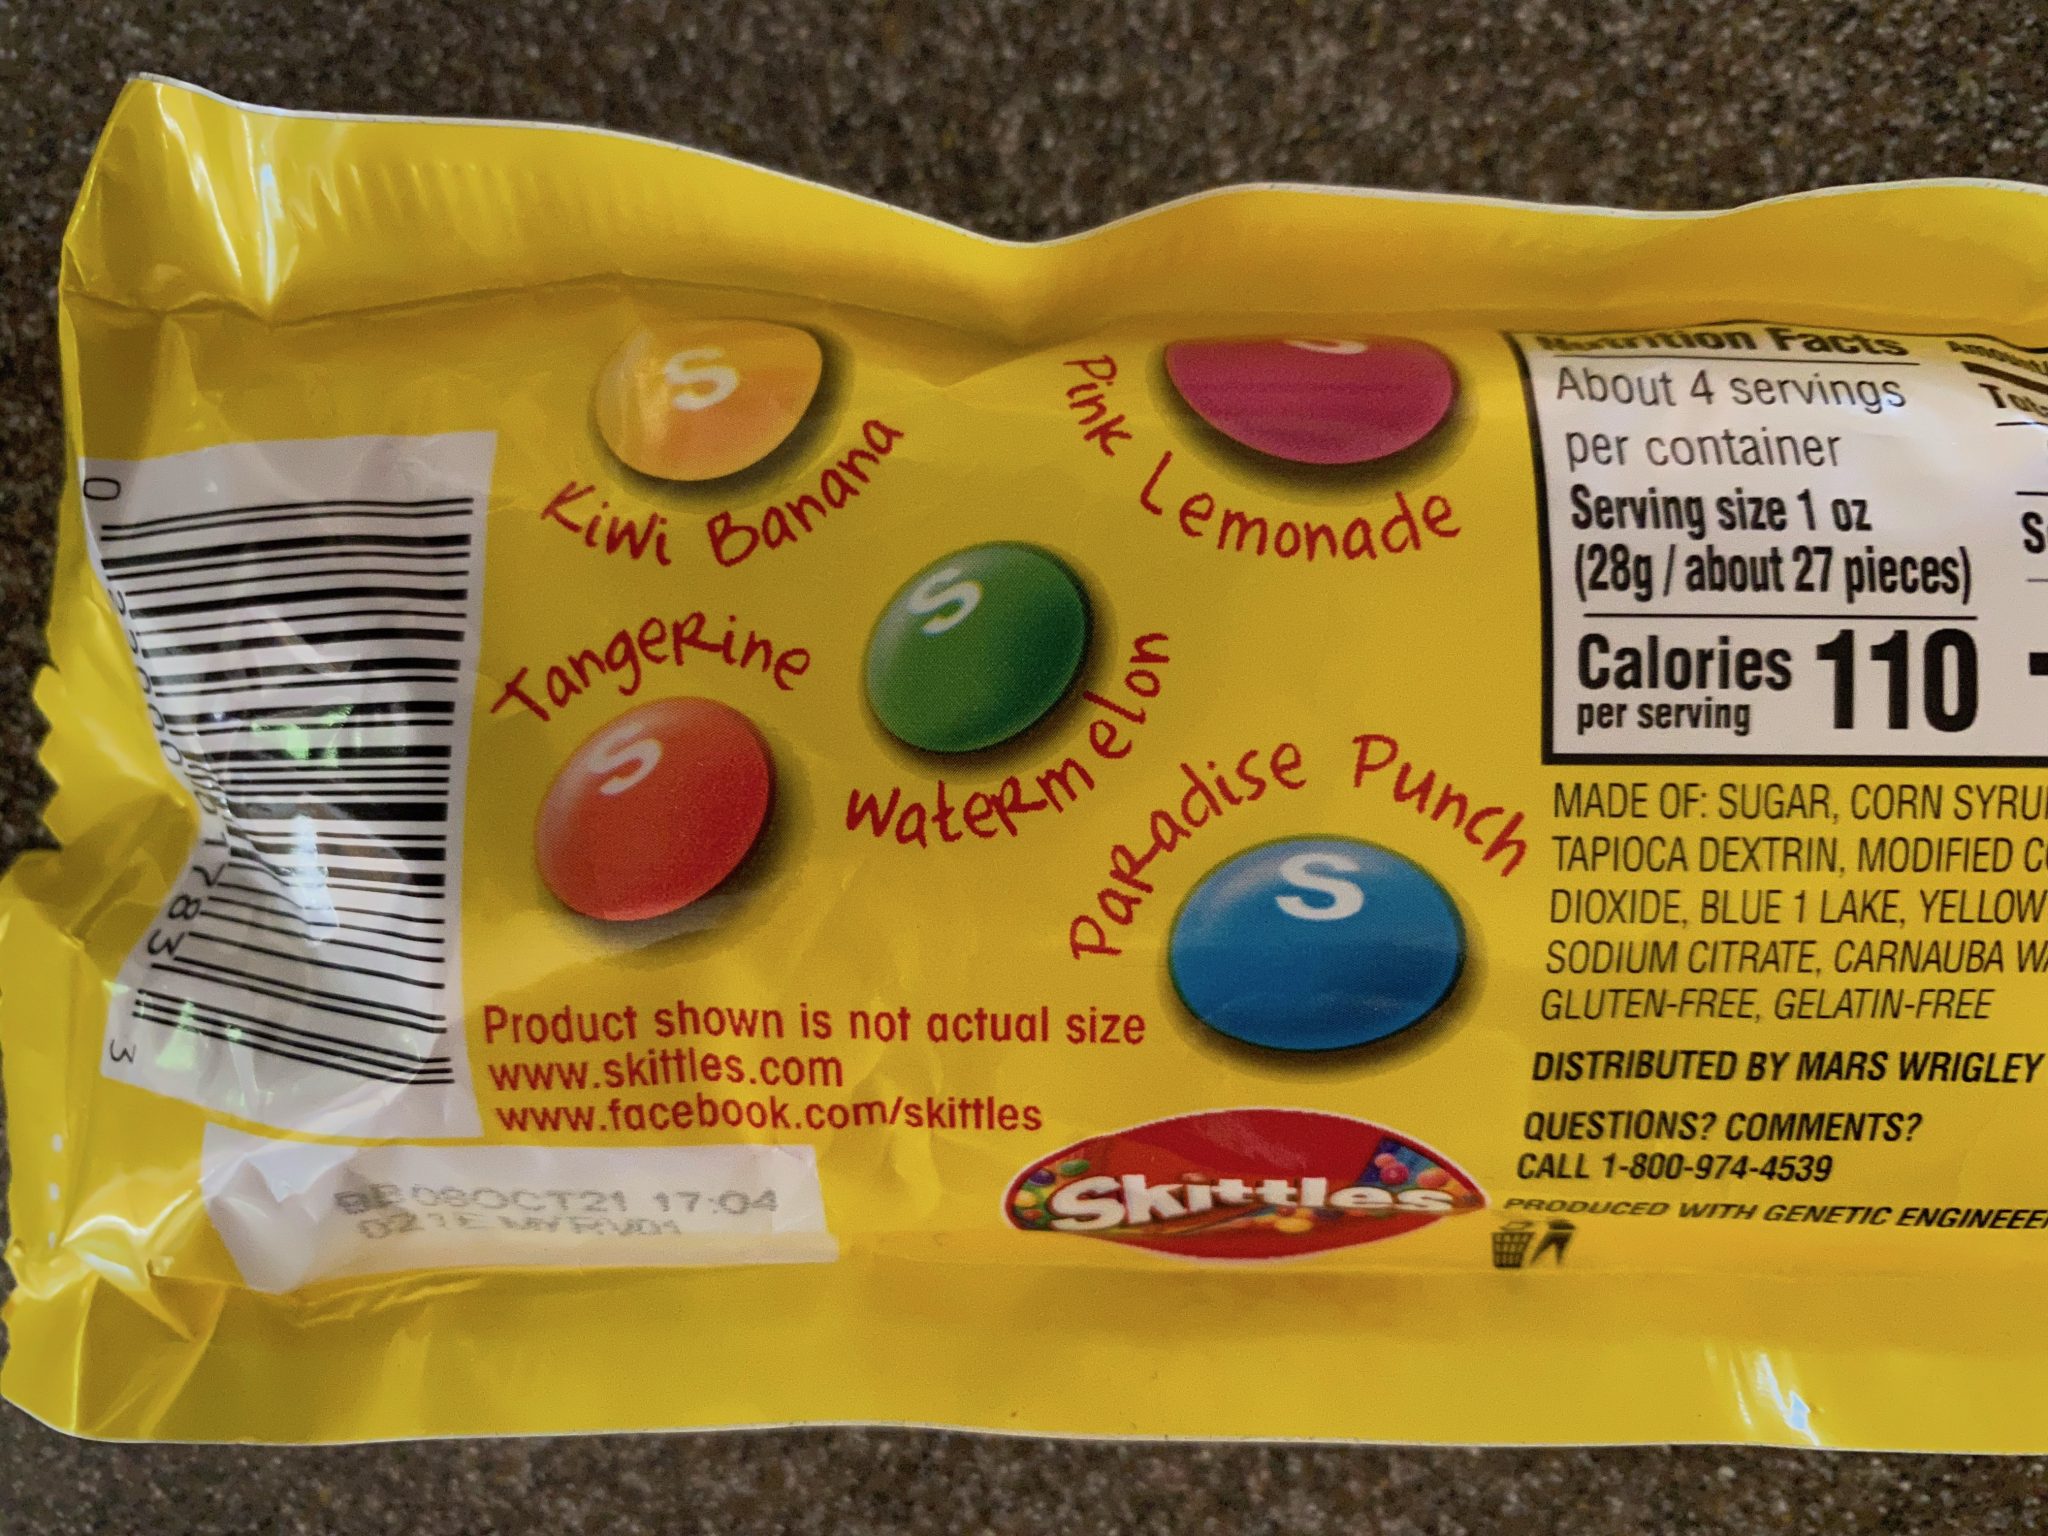 S
Kiwi Banana
S
Pink Lemonade
S
Watermelon
Tangerine
S
Paradise Punch
S
Product shown is not actual size
www.skittles.com
www.facebook.com/skittles
17:04
Skittles
Nutrition Facts
About 4 servings
per container
Serving size 1 oz
(28g / about 27 pieces)
Calories 110
per serving
MADE OF: SUGAR, CORN
TAPIOCA DEXTRIN, MODIFIED
DIOXIDE, BLUE 1 LAKE, YELLOW
SODIUM CITRATE, CARNAUBA
GLUTEN-FREE, GELATIN-FREE
DISTRIBUTED BY MARS WRIGLEY
QUESTIONS? COMMENTS?
CALL 1-800-974-4539
PRODUCED WITH GENETIC